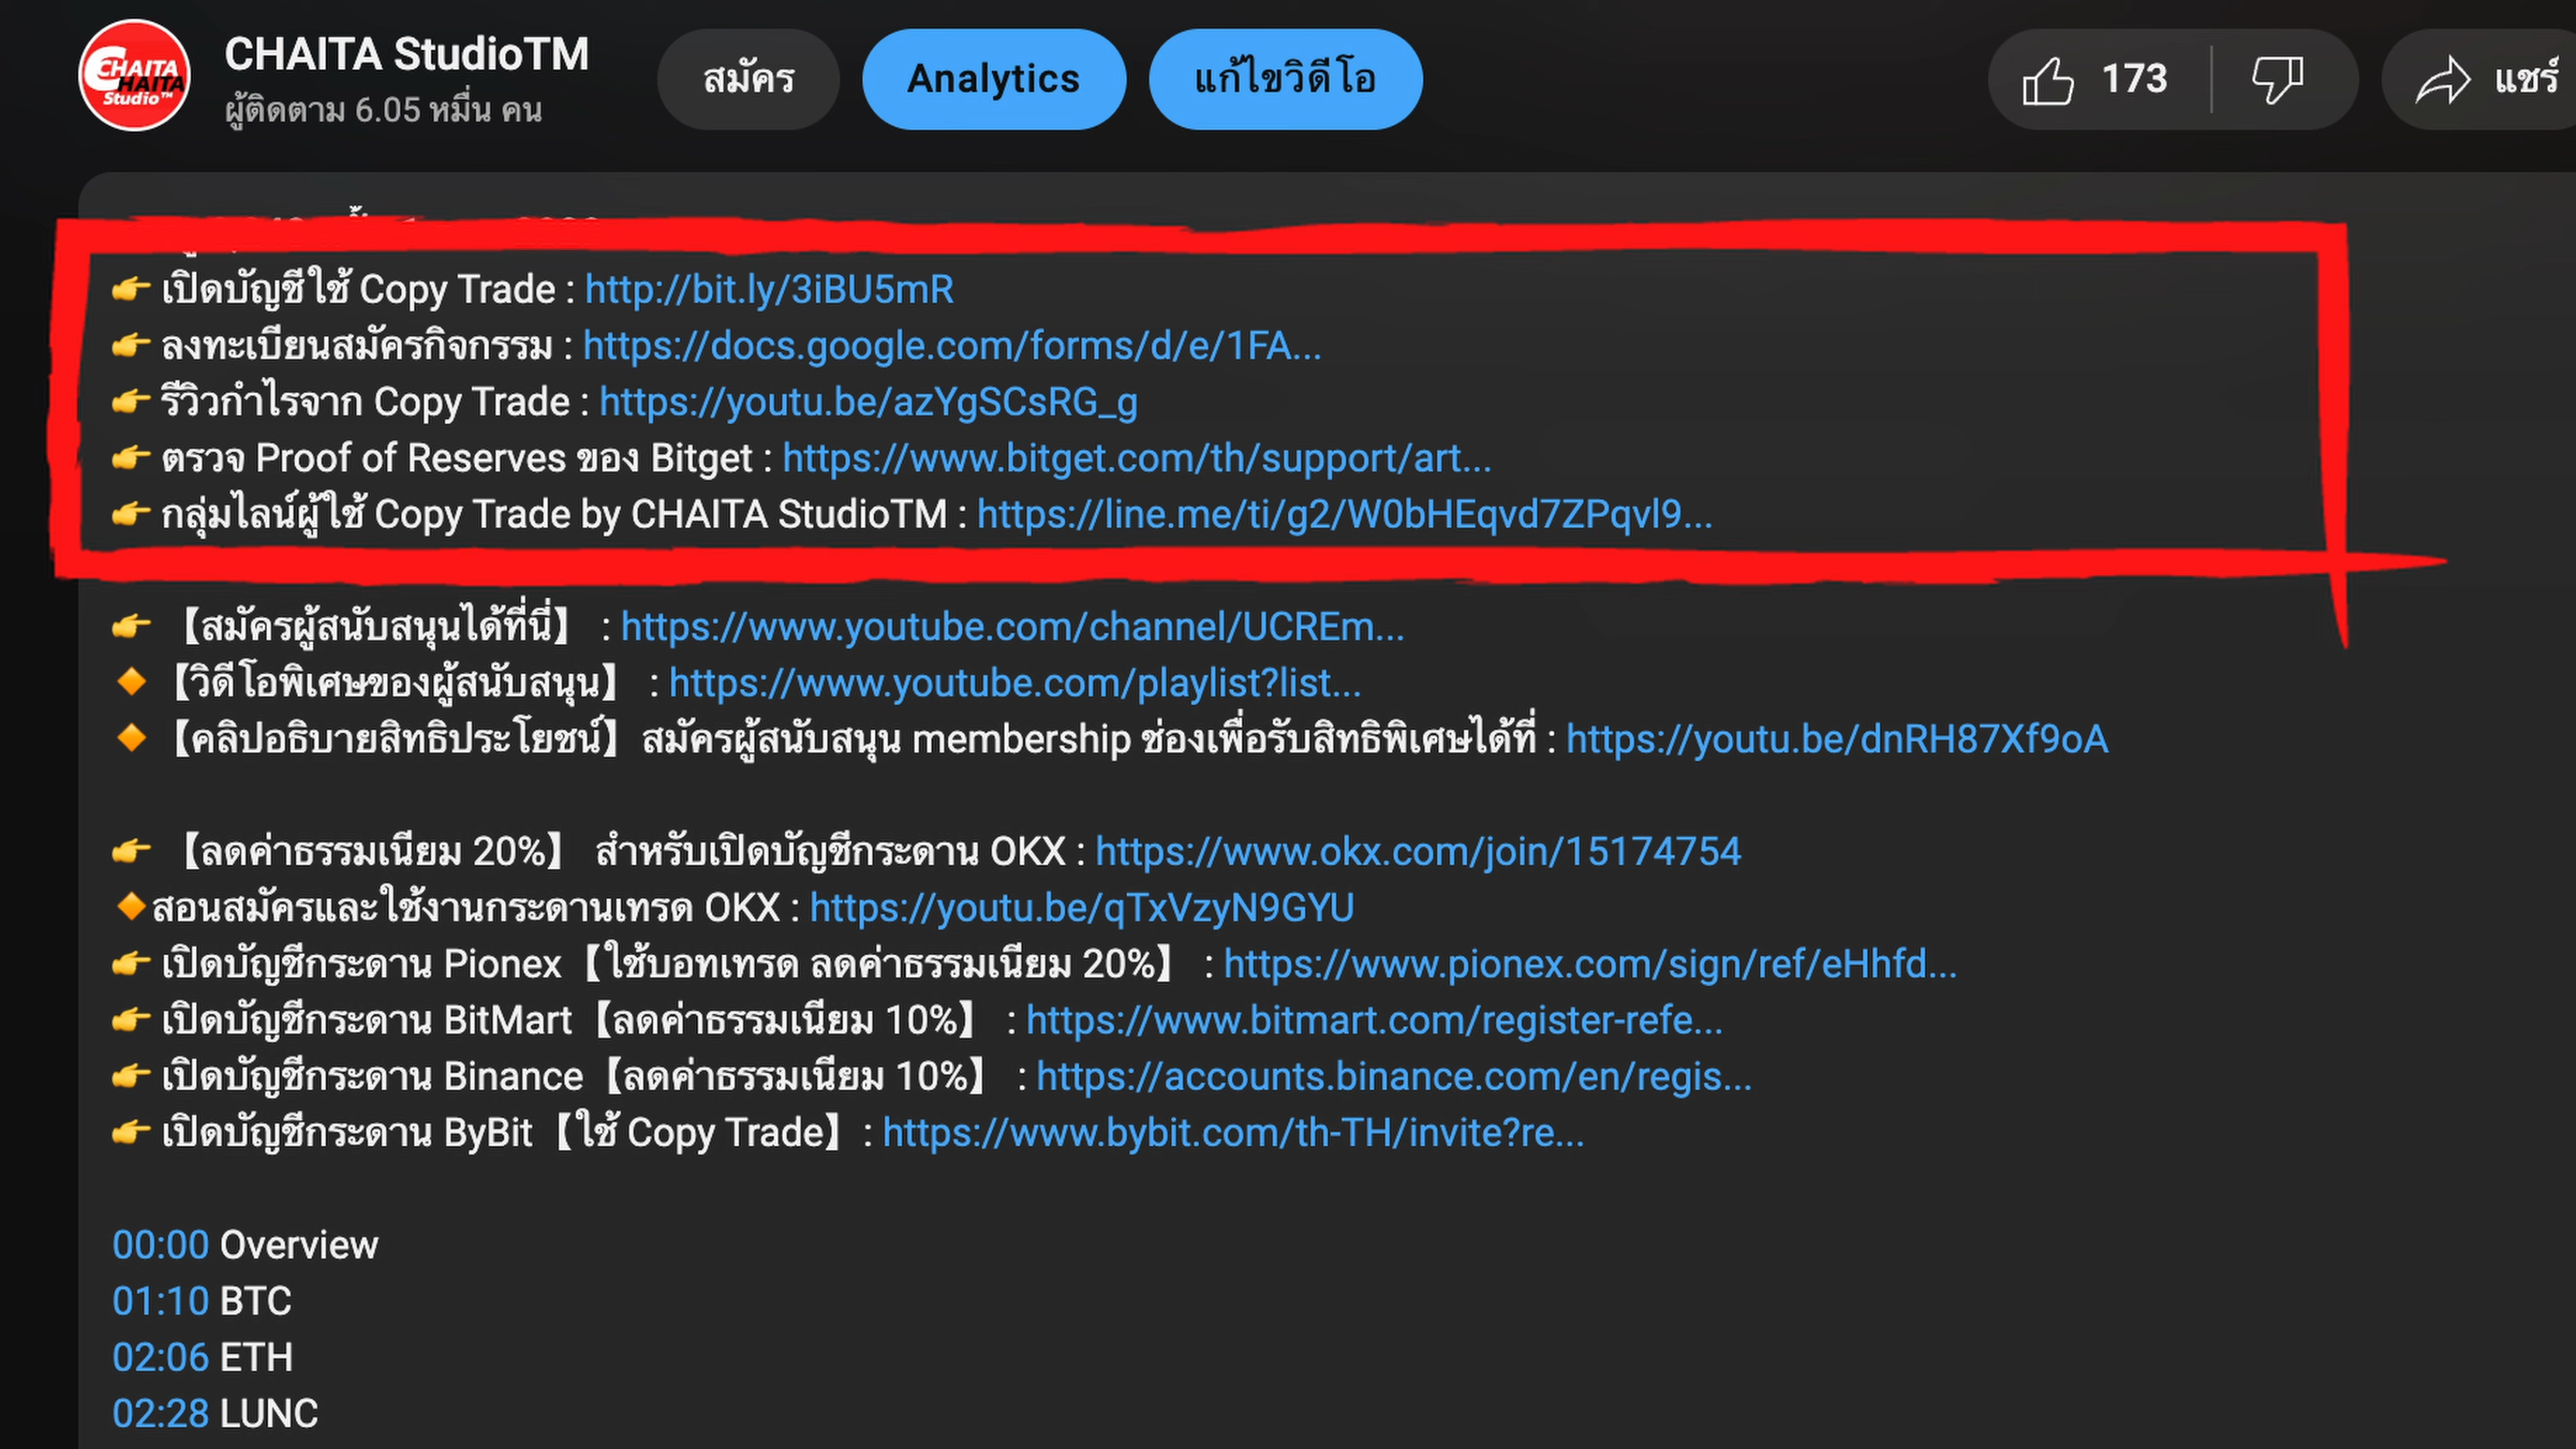 CHAITA StudioTM
CHAITA
HAITA
Studio™
ผู้ติดตาม 6.05 หมื่น คน
สมัคร
Analytics
แก้ไขวิดีโอ
173
แชร์
👉 เปิดบัญชีใช้ Copy Trade : http://bit.ly/3iBU5mR
👉 ลงทะเบียนสมัครกิจกรรม : https://docs.google.com/forms/d/e/1FA...
👉 รีวิวกำไรจาก Copy Trade : https://youtu.be/azYgSCsRG_g
👉 ตรวจ Proof of Reserves ของ Bitget : https://www.bitget.com/th/support/art...
👉 กลุ่มไลน์ผู้ใช้ Copy Trade by CHAITA StudioTM : https://line.me/ti/g2/W0bHEqvd7ZPqvl9...
👉 【สมัครผู้สนับสนุนได้ที่นี่】 : https://www.youtube.com/channel/UCREm...
🔸 【วิดีโอพิเศษของผู้สนับสนุน】 : https://www.youtube.com/playlist?list...
🔸 【คลิปอธิบายสิทธิประโยชน์】 สมัครผู้สนับสนุน membership ช่องเพื่อรับสิทธิพิเศษได้ที่ : https://youtu.be/dnRH87Xf9oA
👉 【ลดค่าธรรมเนียม 20%】 สำหรับเปิดบัญชีกระดาน OKX : https://www.okx.com/join/15174754
🔸สอนสมัครและใช้งานกระดานเทรด OKX : https://youtu.be/qTxVzyN9GYU
👉 เปิดบัญชีกระดาน Pionex【ใช้บอทเทรด ลดค่าธรรมเนียม 20%】 : https://www.pionex.com/sign/ref/eHhfd...
👉 เปิดบัญชีกระดาน BitMart【ลดค่าธรรมเนียม 10%】 : https://www.bitmart.com/register-refe...
👉 เปิดบัญชีกระดาน Binance【ลดค่าธรรมเนียม 10%】 : https://accounts.binance.com/en/regis...
👉 เปิดบัญชีกระดาน ByBit【ใช้ Copy Trade】 : https://www.bybit.com/th-TH/invite?re...
00:00 Overview
01:10 BTC
02:06 ETH
02:28 LUNC